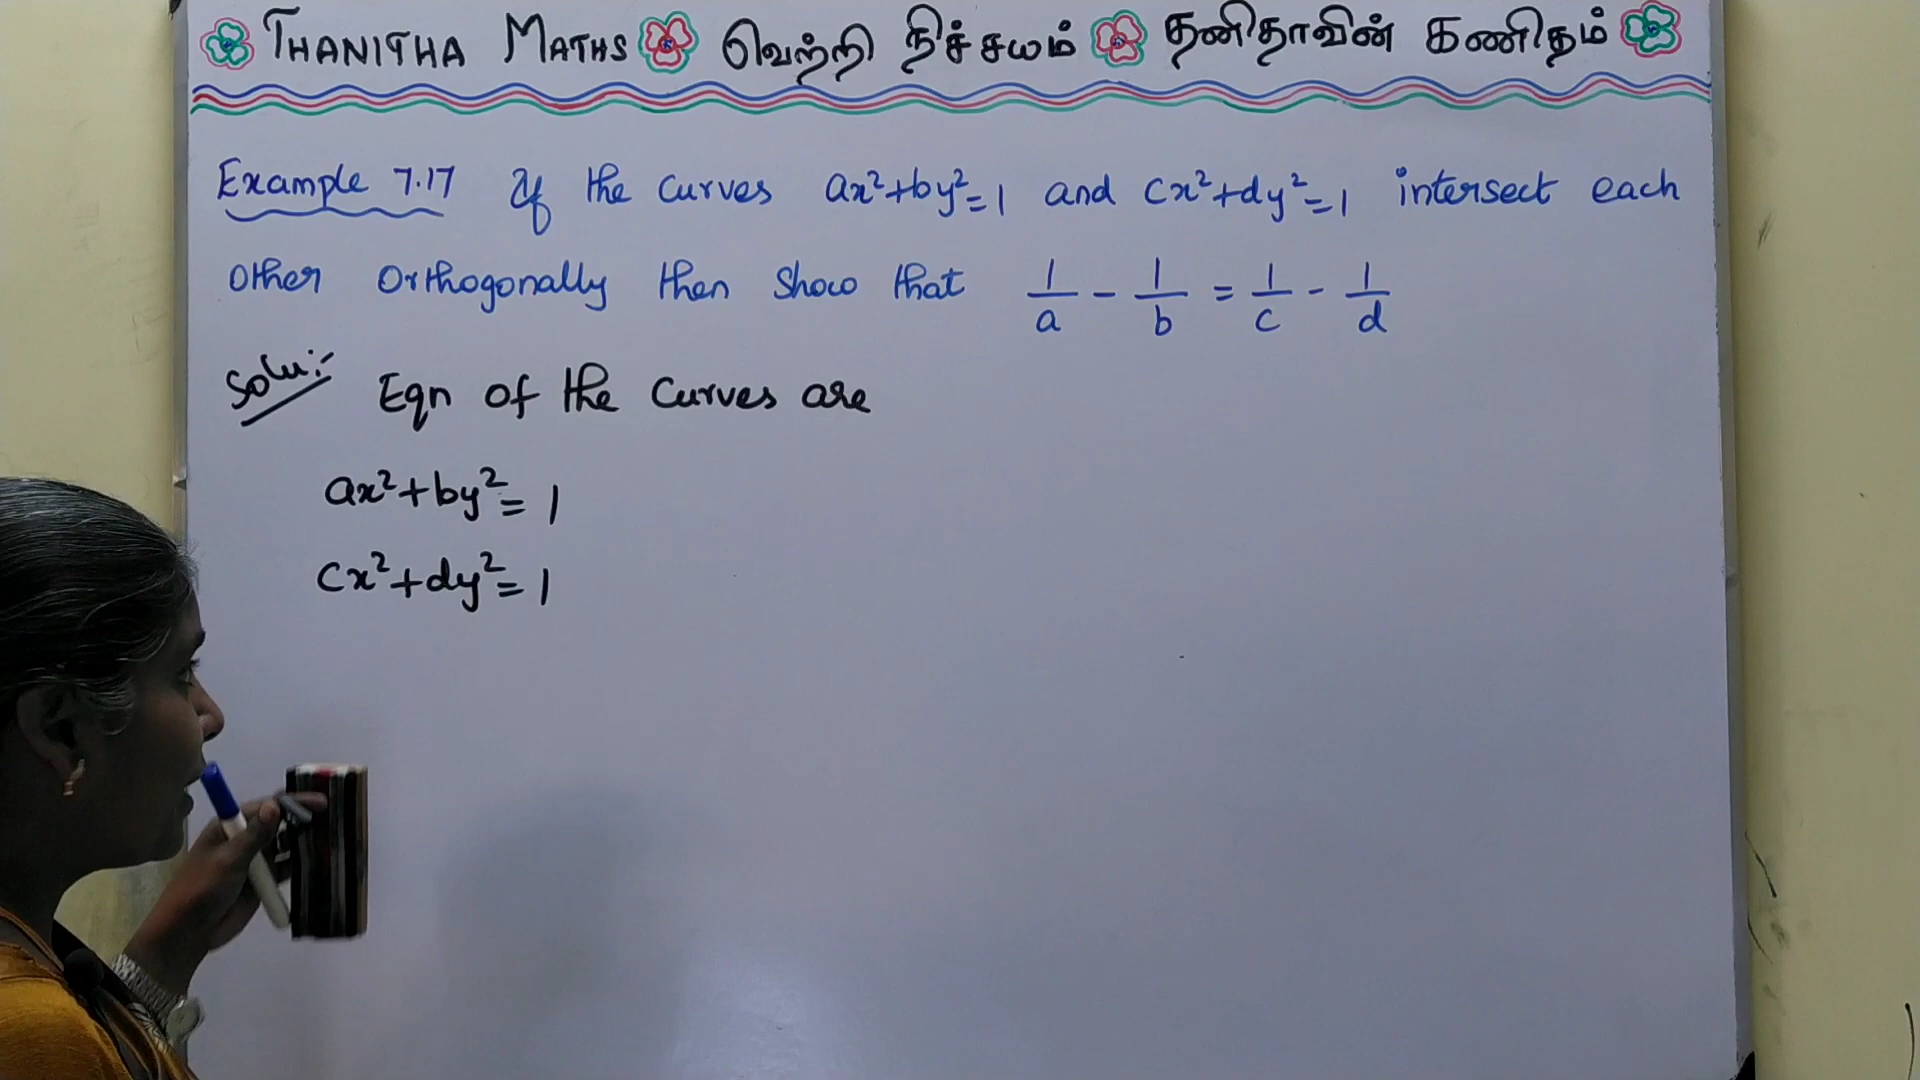 THANITHA MATHS வெற்றி நிச்சயம் தனிதாவின் கணிதம்
Example 7.17 If the curves ax²+by²=1 and cx²+dy²=1 intersect each
other orthogonally then show that 1/a - 1/b = 1/c - 1/d
Solu:- Eqn of the curves are
ax²+by²=1
cx²+dy²=1